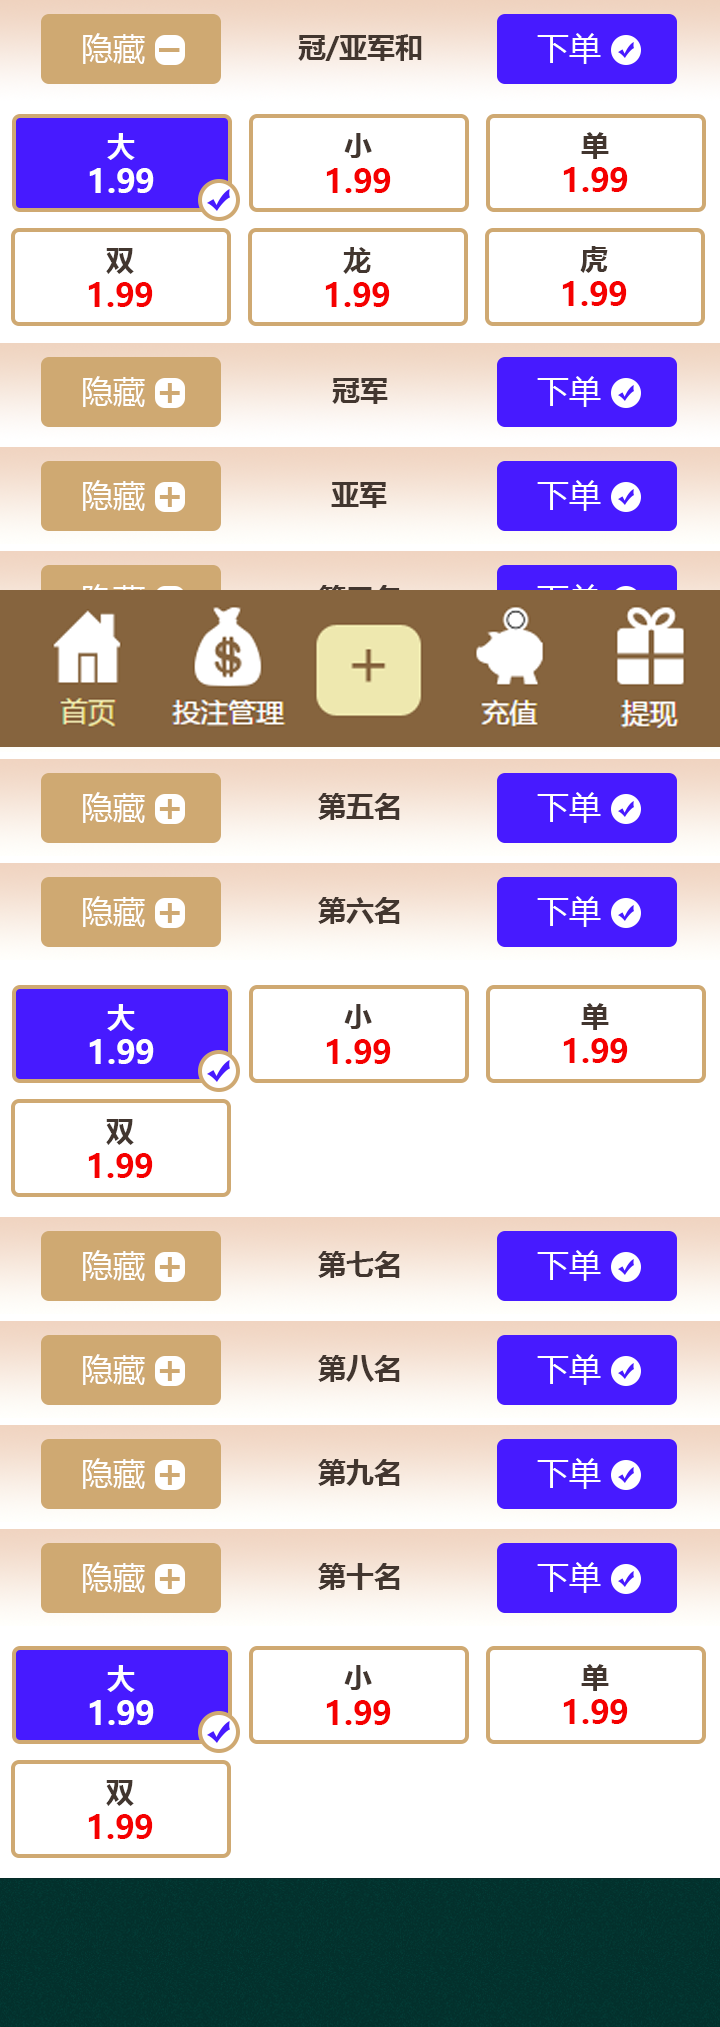 隐藏 冠/亚军和 下单
大 小 单
1.99 1.99 1.99
双 龙 虎
1.99 1.99 1.99
隐藏 冠军 下单
隐藏 亚军 下单
首页 投注管理 充值 提现
隐藏 第五名 下单
隐藏 第六名 下单
大 小 单
1.99 1.99 1.99
双
1.99
隐藏 第七名 下单
隐藏 第八名 下单
隐藏 第九名 下单
隐藏 第十名 下单
大 小 单
1.99 1.99 1.99
双
1.99